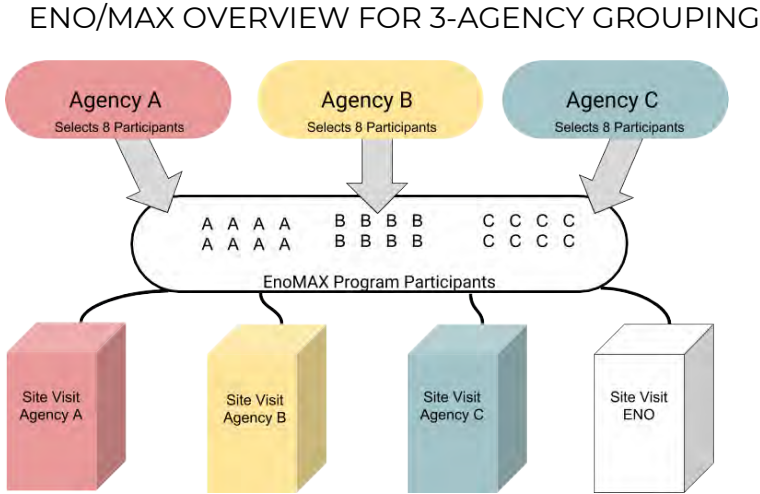 ENO/MAX OVERVIEW FOR 3-AGENCY GROUPING
Agency A
Selects 8 Participants
Agency B
Selects 8 Participants
Agency C
Selects 8 Participants
A A A A
A A A A
B B B B
B B B B
C C C C
C C C C
EnoMAX Program Participants
Site Visit
Agency A
Site Visit
Agency B
Site Visit
Agency C
Site Visit
ENO